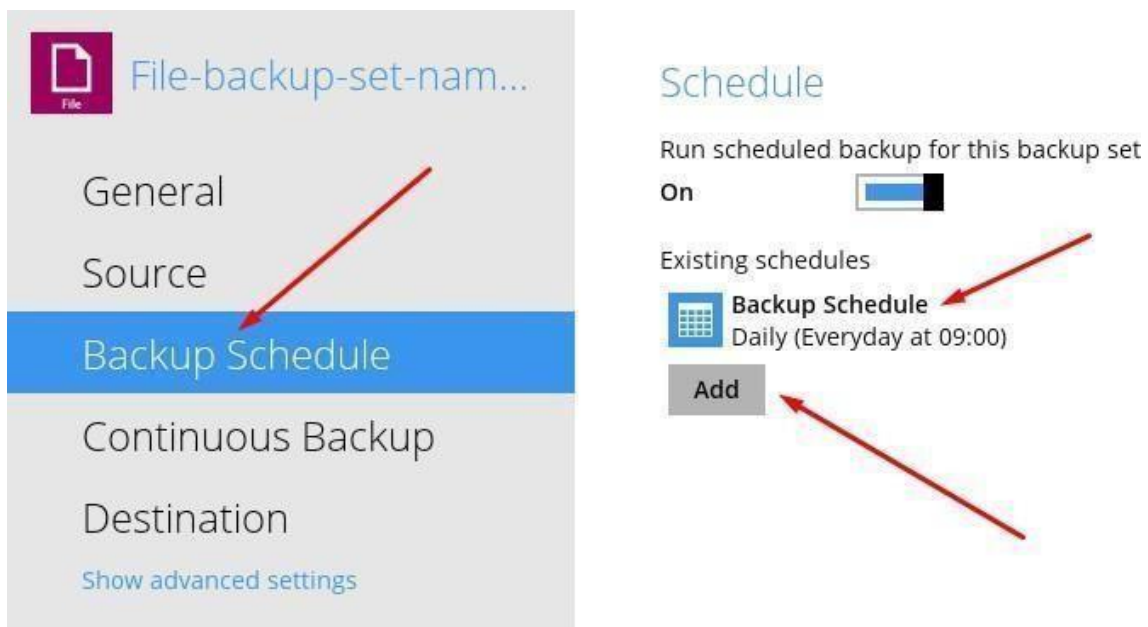 File-backup-set-nam...
File
General
Source
Backup Schedule
Continuous Backup
Destination
Show advanced settings
Schedule
Run scheduled backup for this backup set
On
Existing schedules
Backup Schedule
Daily (Everyday at 09:00)
Add